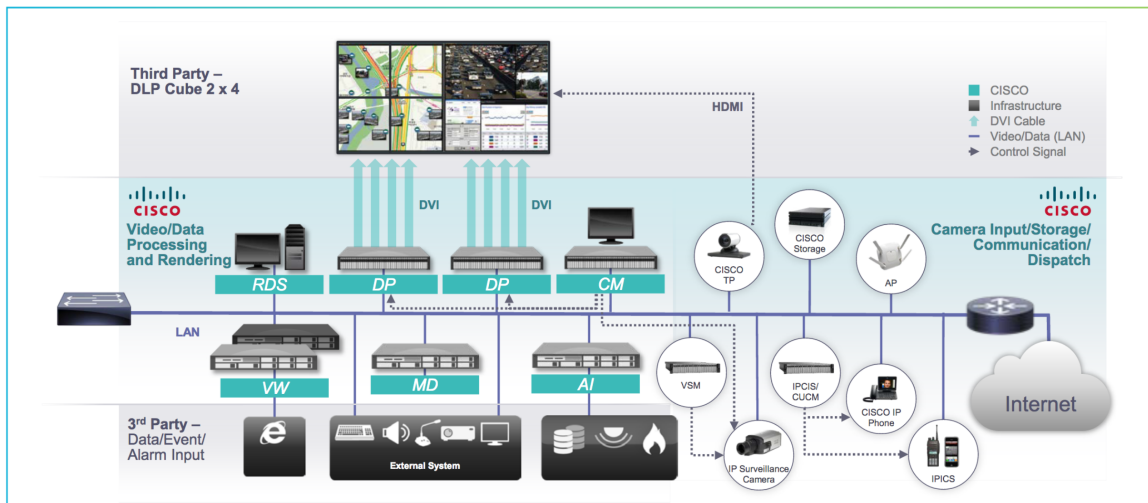 Third Party –
DLP Cube 2 x 4
HDMI
CISCO
Infrastructure
DVI Cable
Video/Data (LAN)
Control Signal
CISCO
Video/Data
Processing
and Rendering
DVI
DVI
CISCO
TP
CISCO
Storage
AP
CISCO
Camera Input/Storage/
Communication/
Dispatch
RDS
DP
DP
CM
LAN
VW
MD
AI
VSM
IPCIS/
CUCM
CISCO IP
Phone
Internet
3rd Party –
Data/Event/
Alarm Input
External System
IP Surveillance
Camera
IPICS